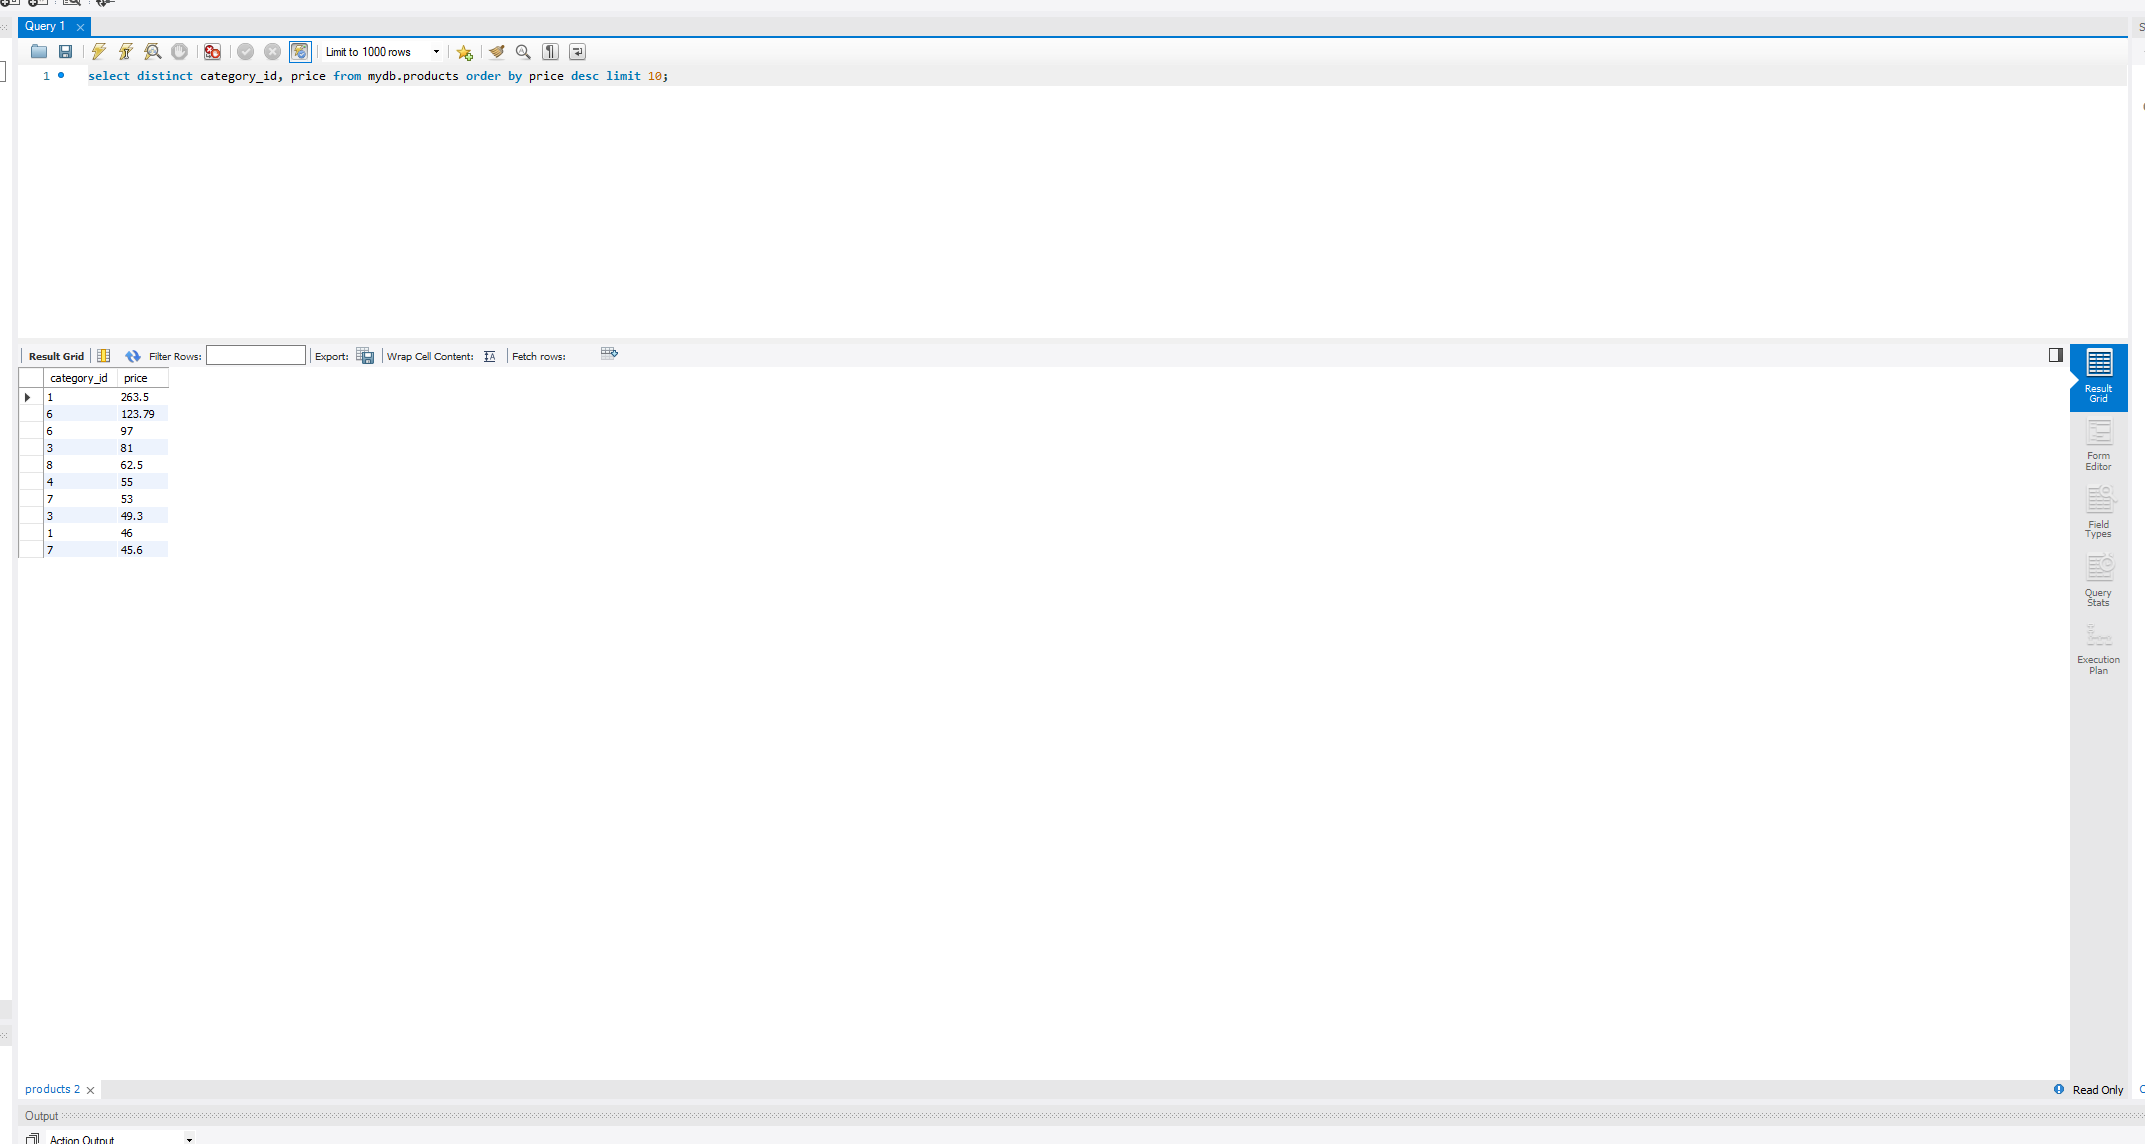 Query 1
Limit to 1000 rows
1 select distinct category_id, price from mydb.products order by price desc limit 10;
Result Grid Filter Rows: Export: Wrap Cell Content: Fetch rows:
category_id price
1 263.5
6 123.79
6 97
3 81
8 62.5
4 55
7 53
3 49.3
1 46
7 45.6
Result
Grid
Form
Editor
Field
Types
Query
Stats
Execution
Plan
products 2
Read Only
Output
Action Output